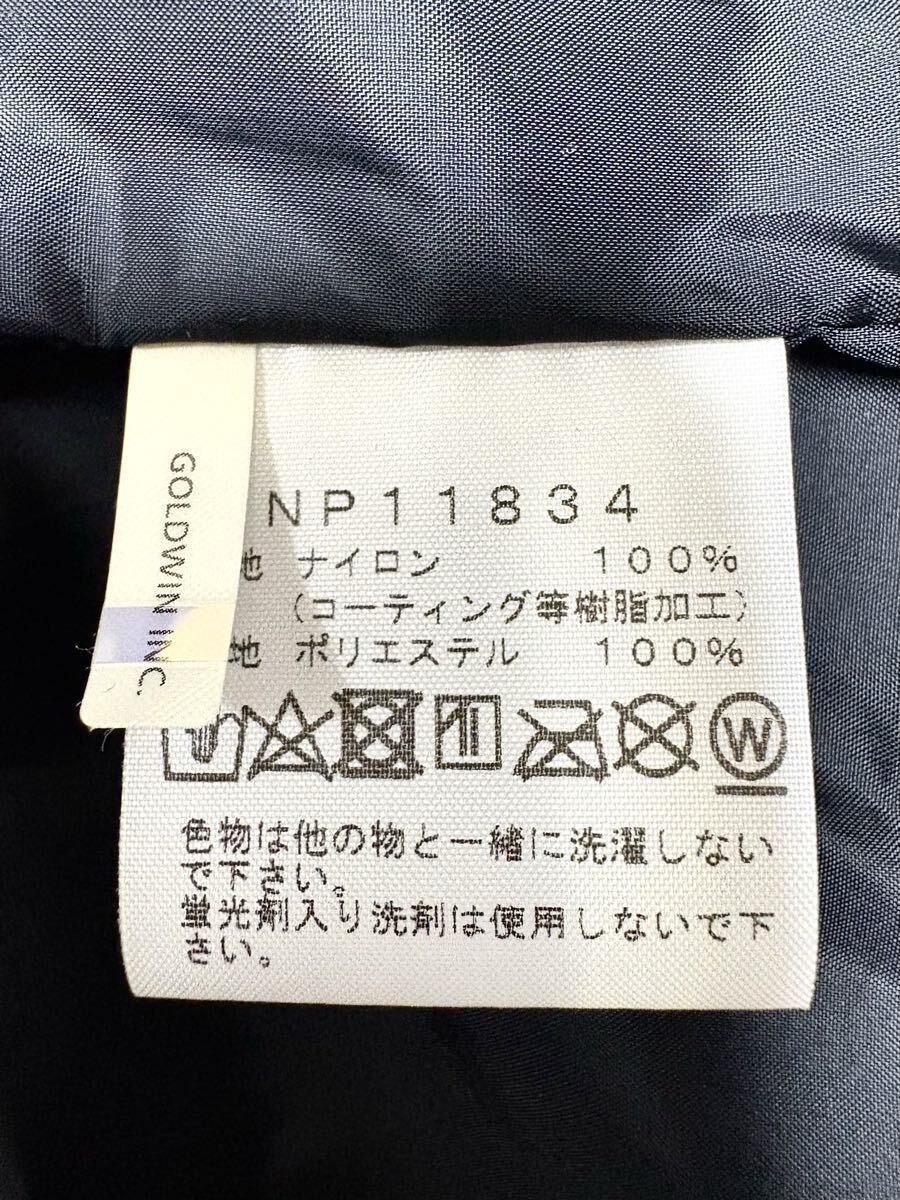 GOLDWIN INC.
NP11834
地 ナイロン 100%
(コーティング等樹脂加工)
地 ポリエステル 100%
W
色物は他の物と一緒に洗濯しない
で下さい。
蛍光剤入り洗剤は使用しないで下
さい。